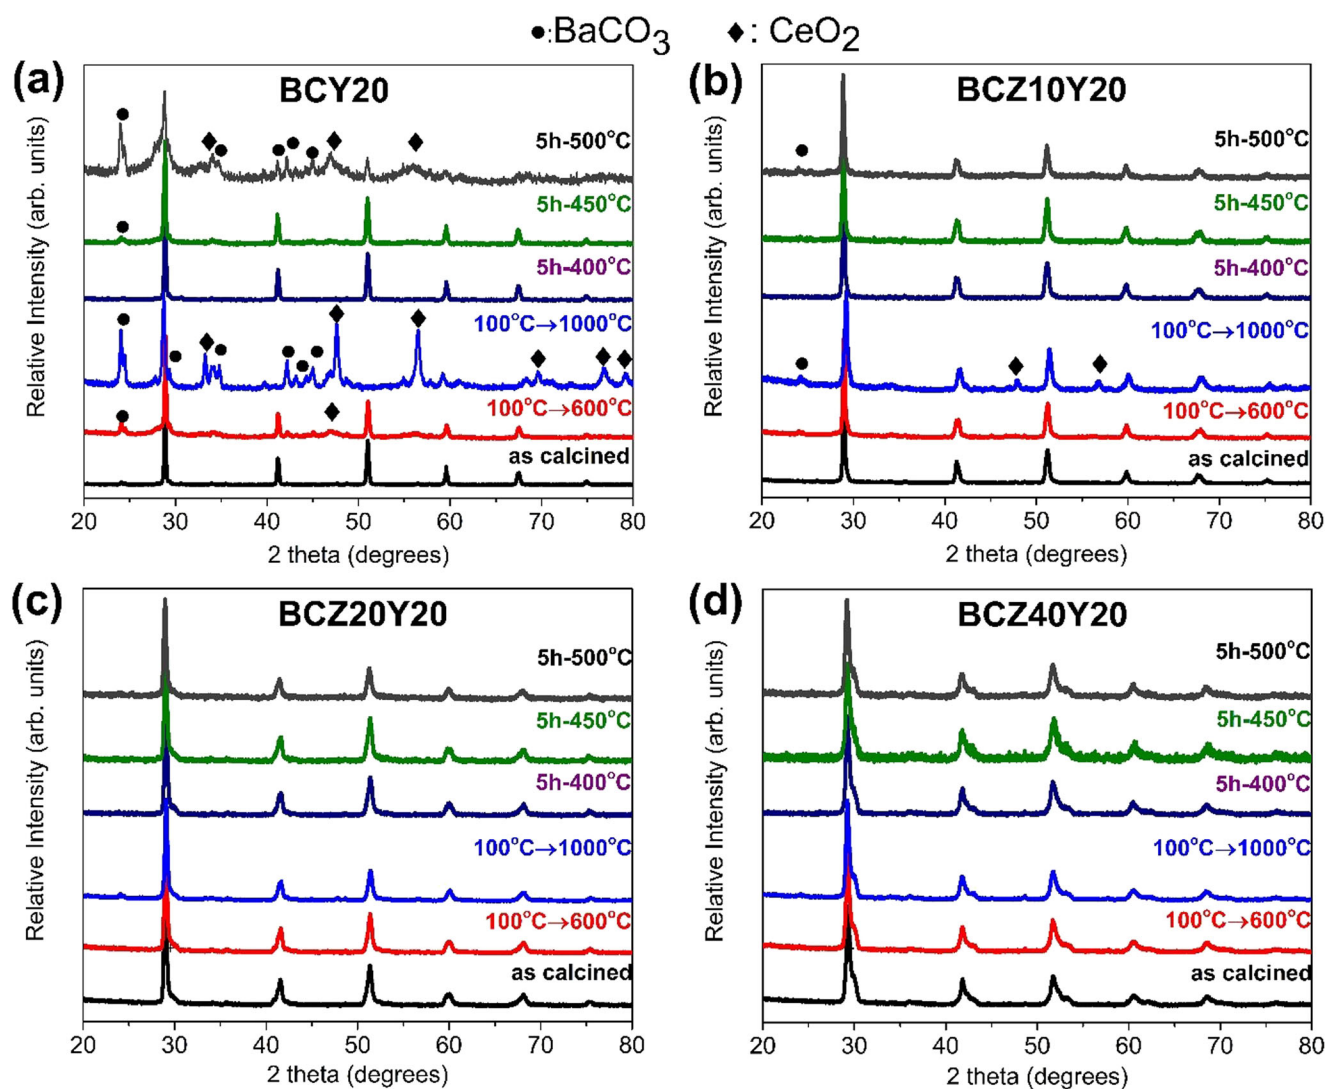 ●:BaCO₃ ◆: CeO₂
(a)
BCY20
5h-500°C
5h-450°C
5h-400°C
100°C→1000°C
100°C→600°C
as calcined
Relative Intensity (arb. units)
20 30 40 50 60 70 80
2 theta (degrees)
(b)
BCZ10Y20
5h-500°C
5h-450°C
5h-400°C
100°C→1000°C
100°C→600°C
as calcined
Relative Intensity (arb. units)
20 30 40 50 60 70 80
2 theta (degrees)
(c)
BCZ20Y20
5h-500°C
5h-450°C
5h-400°C
100°C→1000°C
100°C→600°C
as calcined
Relative Intensity (arb. units)
20 30 40 50 60 70 80
2 theta (degrees)
(d)
BCZ40Y20
5h-500°C
5h-450°C
5h-400°C
100°C→1000°C
100°C→600°C
as calcined
Relative Intensity (arb. units)
20 30 40 50 60 70 80
2 theta (degrees)